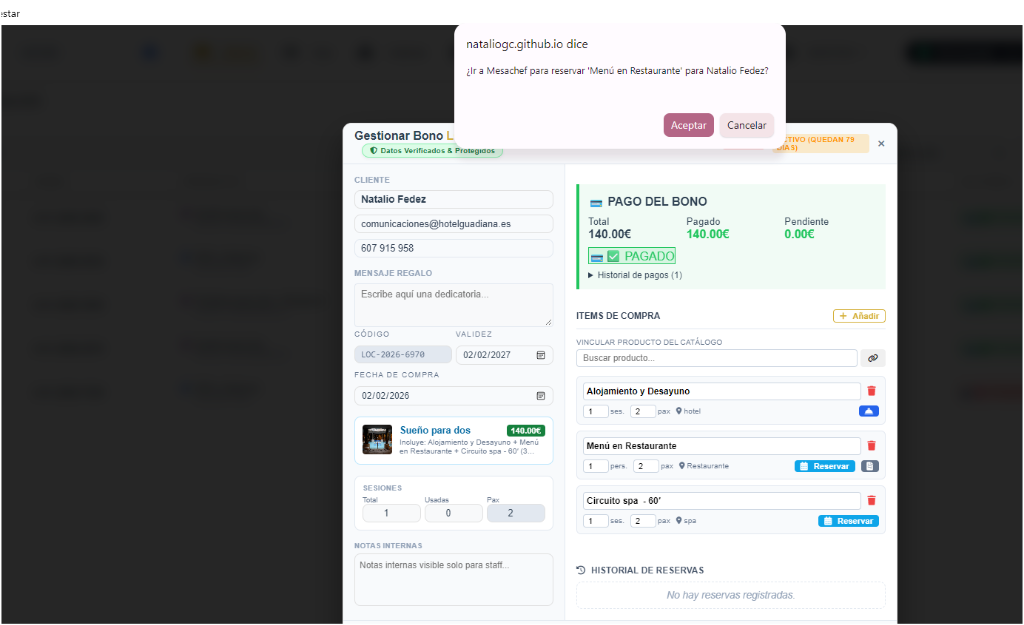 estar
nataliogc.github.io dice
¿Ir a Mesachef para reservar 'Menú en Restaurante' para Natalio Fedez?
Aceptar
Cancelar
Gestionar Bono L
Datos Verificados & Protegidos
CTIVO (QUEDAN 79
×
CLIENTE
Natalio Fedez
comunicaciones@hotelguadiana.es
607 915 958
MENSAJE REGALO
Escribe aquí una dedicatoria...
CÓDIGO
VALIDEZ
LOC-2026-6970
02/02/2027
FECHA DE COMPRA
02/02/2026
Sueño para dos
140.00€
Incluye: Alojamiento y Desayuno + Menú
en Restaurante + Circuito spa - 60' (3...
SESIONES
Total
Usadas
Pax
1
0
2
NOTAS INTERNAS
Notas internas visible solo para staff...
PAGO DEL BONO
Total
Pagado
Pendiente
140.00€
140.00€
0.00€
PAGADO
Historial de pagos (1)
ITEMS DE COMPRA
+ Añadir
VINCULAR PRODUCTO DEL CATÁLOGO
Buscar producto...
Alojamiento y Desayuno
1 ses. 2 pax hotel
Menú en Restaurante
1 pers. 2 pax Restaurante
Reservar
Circuito spa - 60'
1 ses. 2 pax spa
Reservar
HISTORIAL DE RESERVAS
No hay reservas registradas.